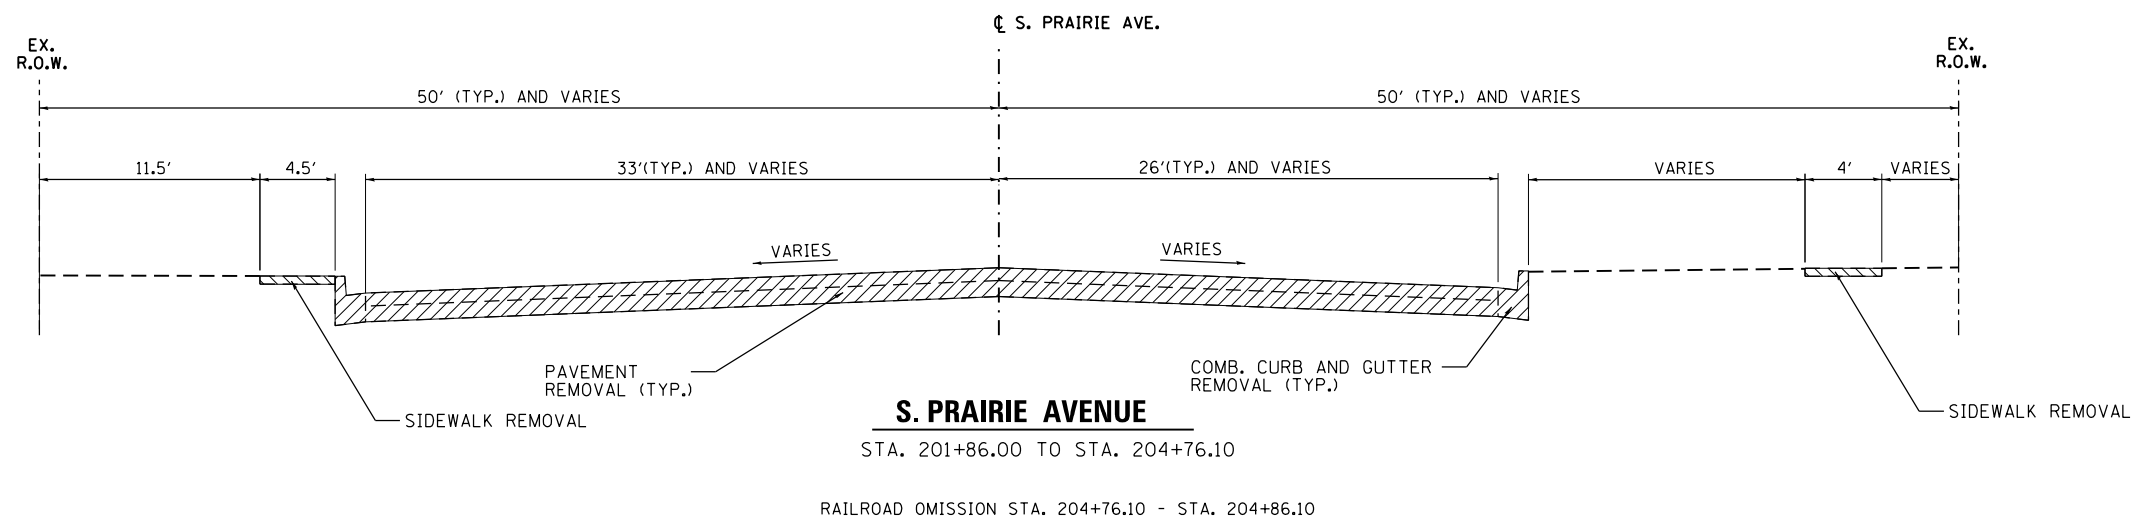 ℄ S. PRAIRIE AVE.
EX.
R.O.W.
EX.
R.O.W.
50' (TYP.) AND VARIES
50' (TYP.) AND VARIES
11.5'
4.5'
33'(TYP.) AND VARIES
26'(TYP.) AND VARIES
VARIES
4'
VARIES
VARIES
VARIES
PAVEMENT
REMOVAL (TYP.)
COMB. CURB AND GUTTER
REMOVAL (TYP.)
SIDEWALK REMOVAL
SIDEWALK REMOVAL
S. PRAIRIE AVENUE
STA. 201+86.00 TO STA. 204+76.10
RAILROAD OMISSION STA. 204+76.10 - STA. 204+86.10